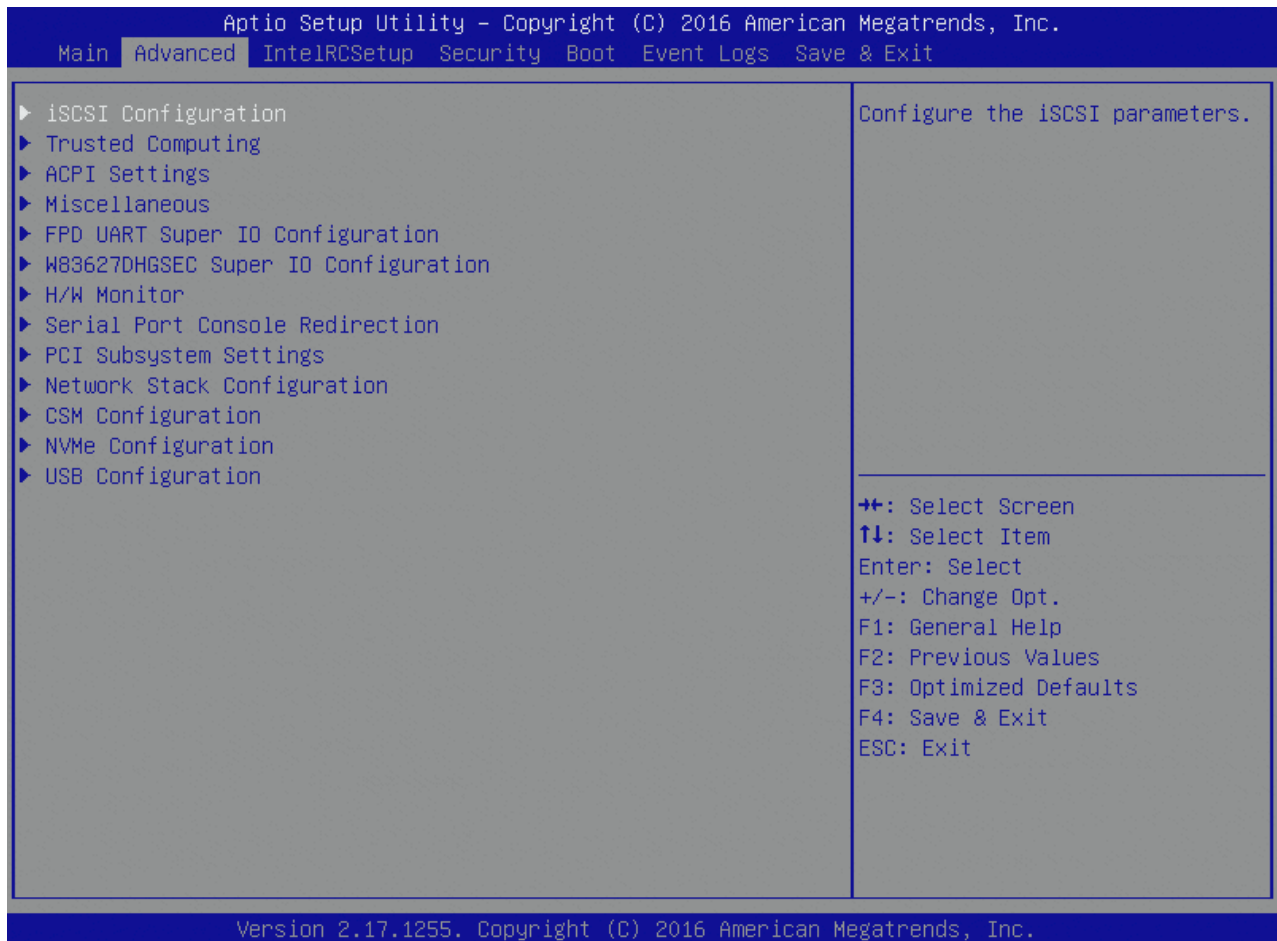 Aptio Setup Utility – Copyright (C) 2016 American Megatrends, Inc.
Main Advanced IntelRCSetup Security Boot Event Logs Save & Exit
▶ iSCSI Configuration
▶ Trusted Computing
▶ ACPI Settings
▶ Miscellaneous
▶ FPD UART Super IO Configuration
▶ W83627DHGSEC Super IO Configuration
▶ H/W Monitor
▶ Serial Port Console Redirection
▶ PCI Subsystem Settings
▶ Network Stack Configuration
▶ CSM Configuration
▶ NVMe Configuration
▶ USB Configuration
Configure the iSCSI parameters.
→←: Select Screen
↑↓: Select Item
Enter: Select
+/-: Change Opt.
F1: General Help
F2: Previous Values
F3: Optimized Defaults
F4: Save & Exit
ESC: Exit
Version 2.17.1255. Copyright (C) 2016 American Megatrends, Inc.